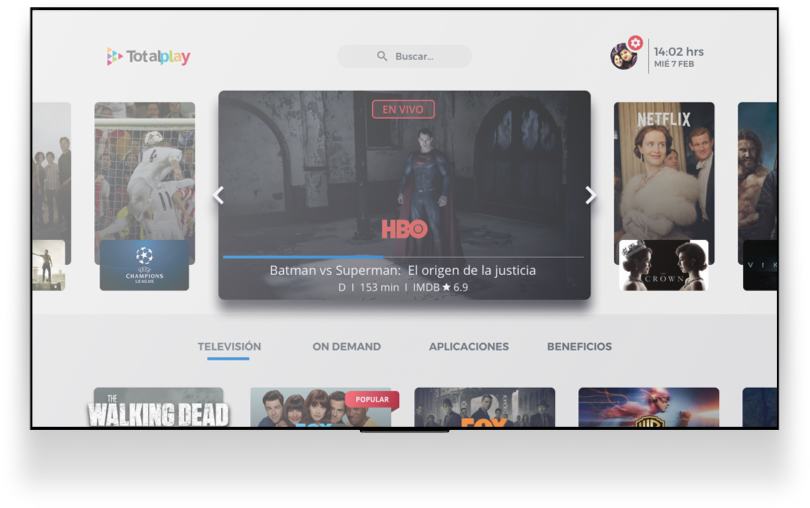 Totalplay
Buscar...
14:02 hrs
MIÉ 7 FEB
EN VIVO
NETFLIX
HBO
CHAMPIONS
LEAGUE
Batman vs Superman: El origen de la justicia
D I 153 min I IMDB ★ 6.9
CROWN
VIK
TELEVISIÓN
ON DEMAND
APLICACIONES
BENEFICIOS
THE
WALKING DEAD
POPULAR
FOX
FOX
WB